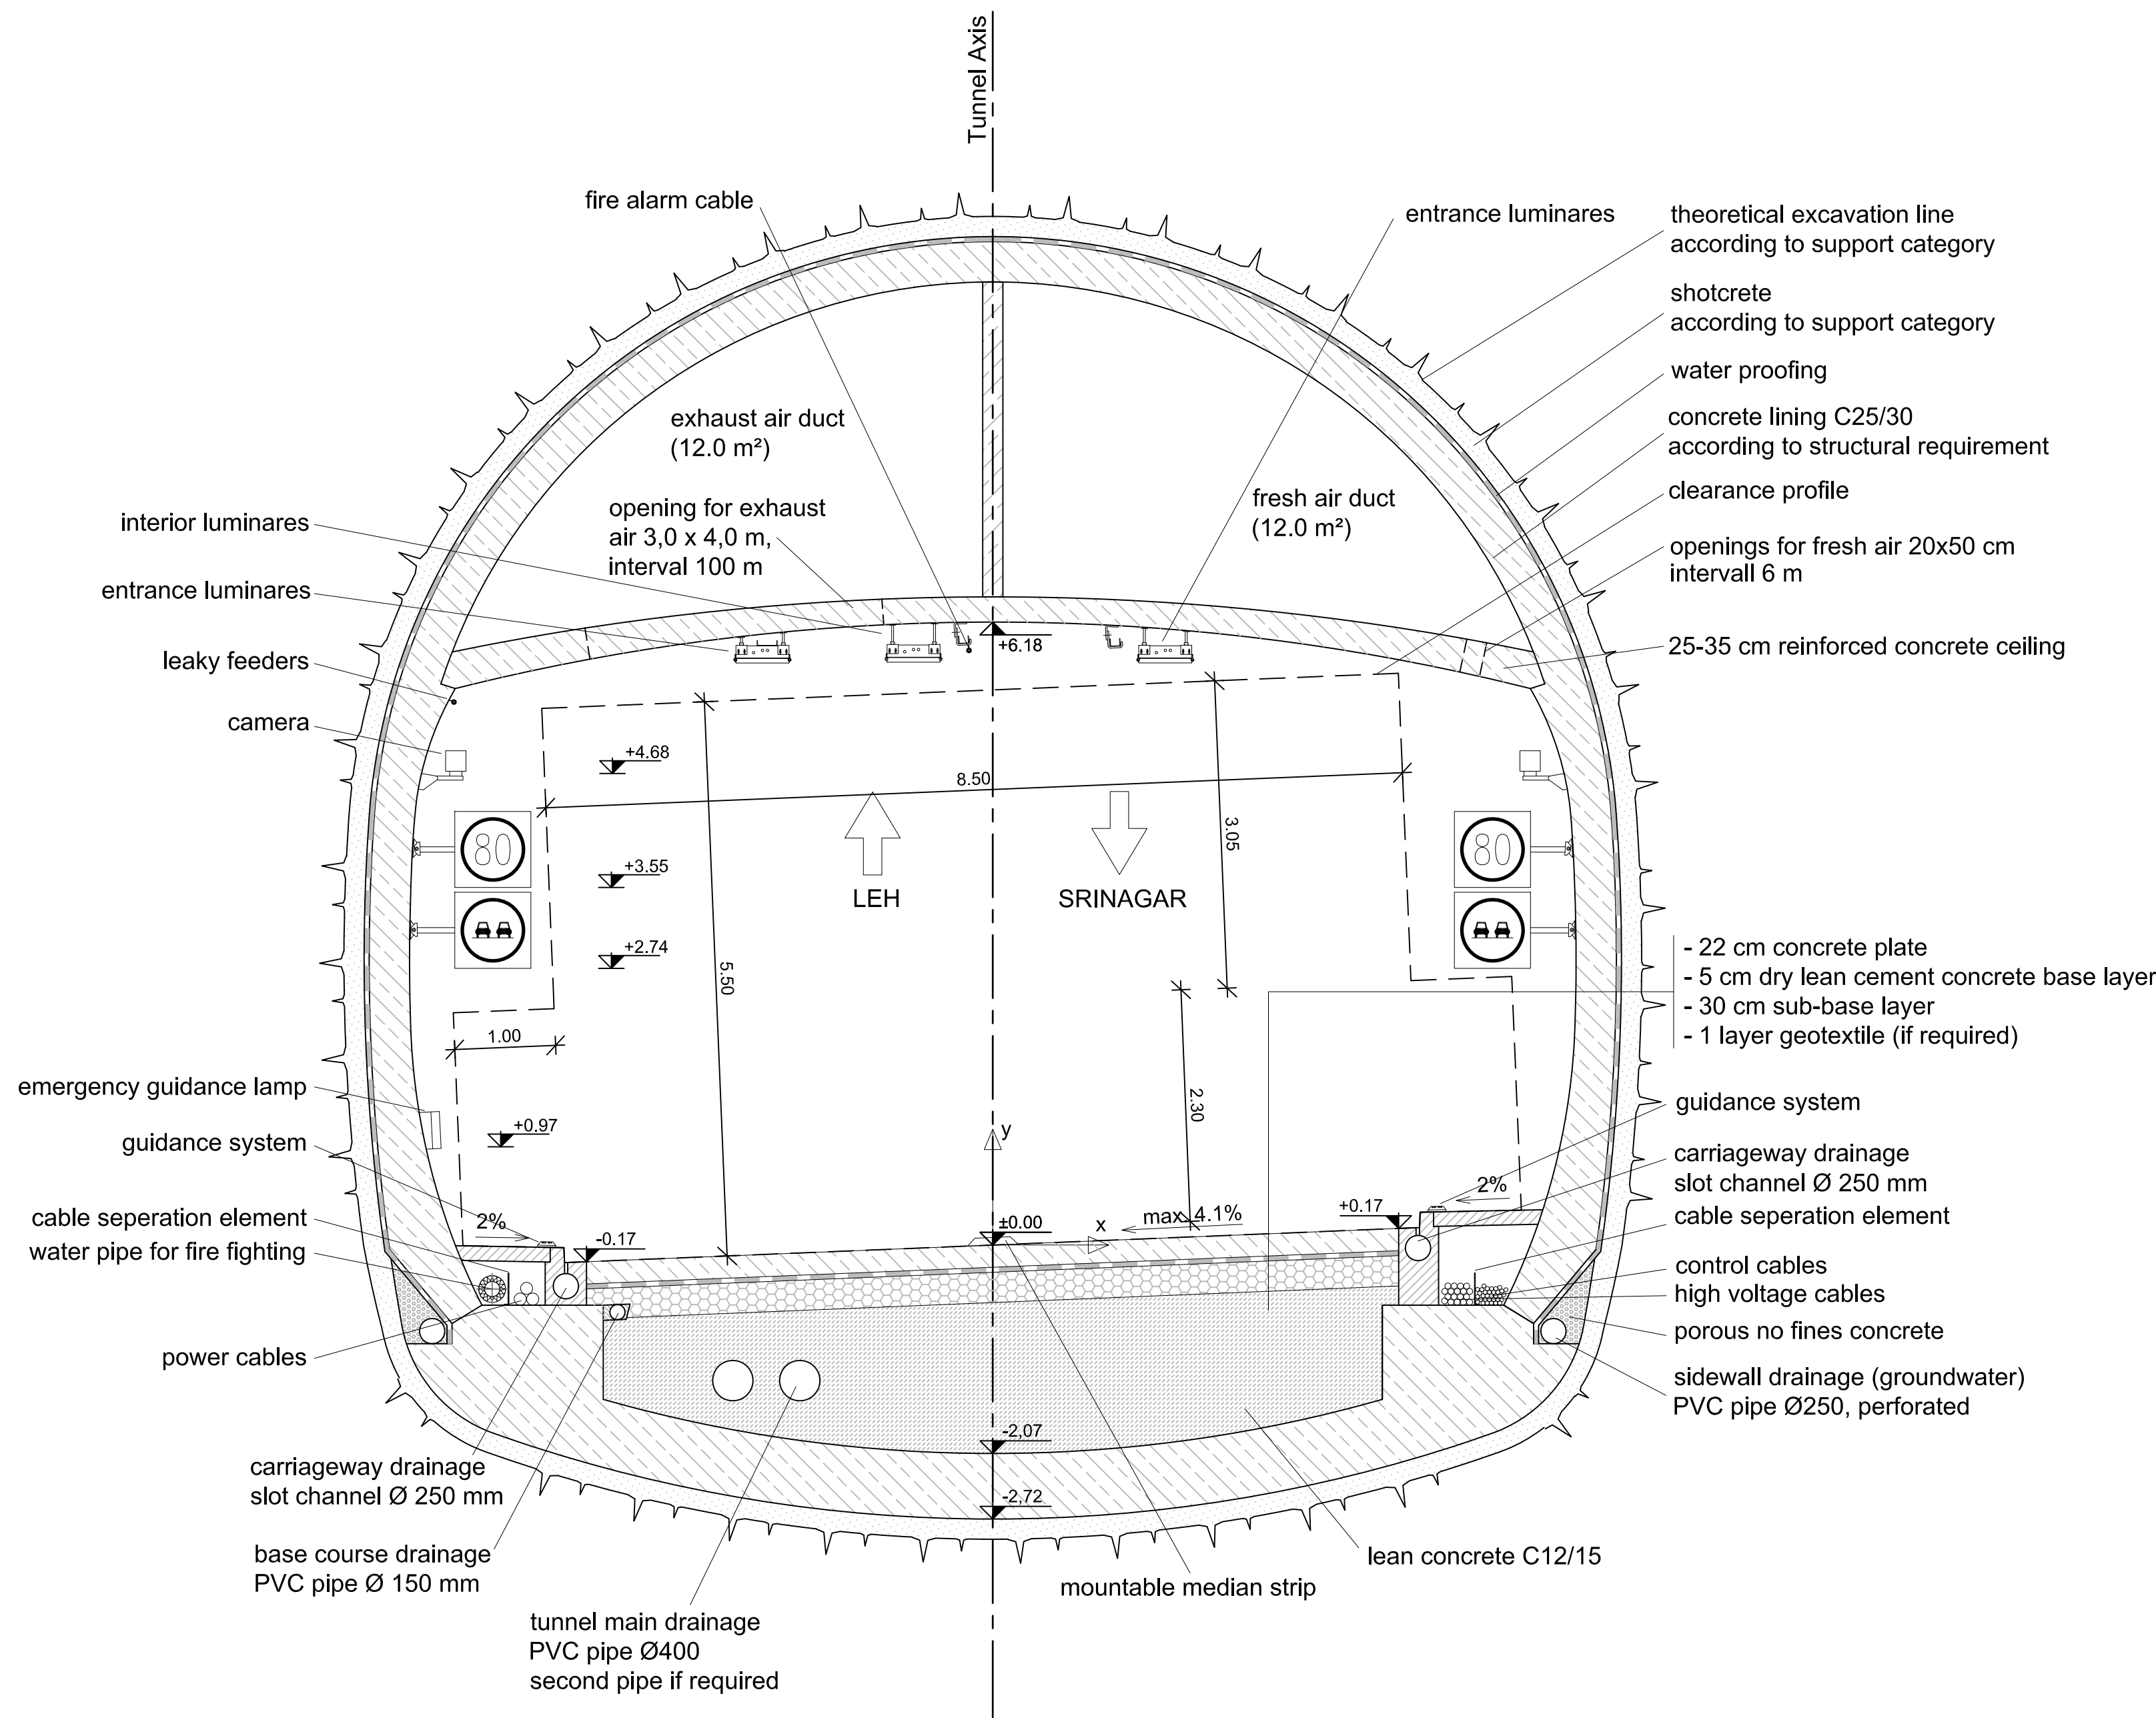 Tunnel Axis
fire alarm cable
entrance luminares
theoretical excavation line
according to support category
shotcrete
according to support category
water proofing
concrete lining C25/30
according to structural requirement
clearance profile
openings for fresh air 20x50 cm
intervall 6 m
25-35 cm reinforced concrete ceiling
exhaust air duct
(12.0 m²)
opening for exhaust
air 3,0 x 4,0 m,
interval 100 m
fresh air duct
(12.0 m²)
interior luminares
entrance luminares
leaky feeders
camera
+6.18
+4.68
8.50
3.05
80
80
+3.55
LEH
SRINAGAR
+2.74
5.50
- 22 cm concrete plate
- 5 cm dry lean cement concrete base layer
- 30 cm sub-base layer
- 1 layer geotextile (if required)
1.00
2.30
+0.97
y
emergency guidance lamp
guidance system
cable seperation element
water pipe for fire fighting
power cables
2%
-0.17
±0.00
x
max. 4.1%
+0.17
2%
guidance system
carriageway drainage
slot channel Ø 250 mm
cable seperation element
control cables
high voltage cables
porous no fines concrete
sidewall drainage (groundwater)
PVC pipe Ø250, perforated
-2,07
-2,72
carriageway drainage
slot channel Ø 250 mm
base course drainage
PVC pipe Ø 150 mm
tunnel main drainage
PVC pipe Ø400
second pipe if required
mountable median strip
lean concrete C12/15